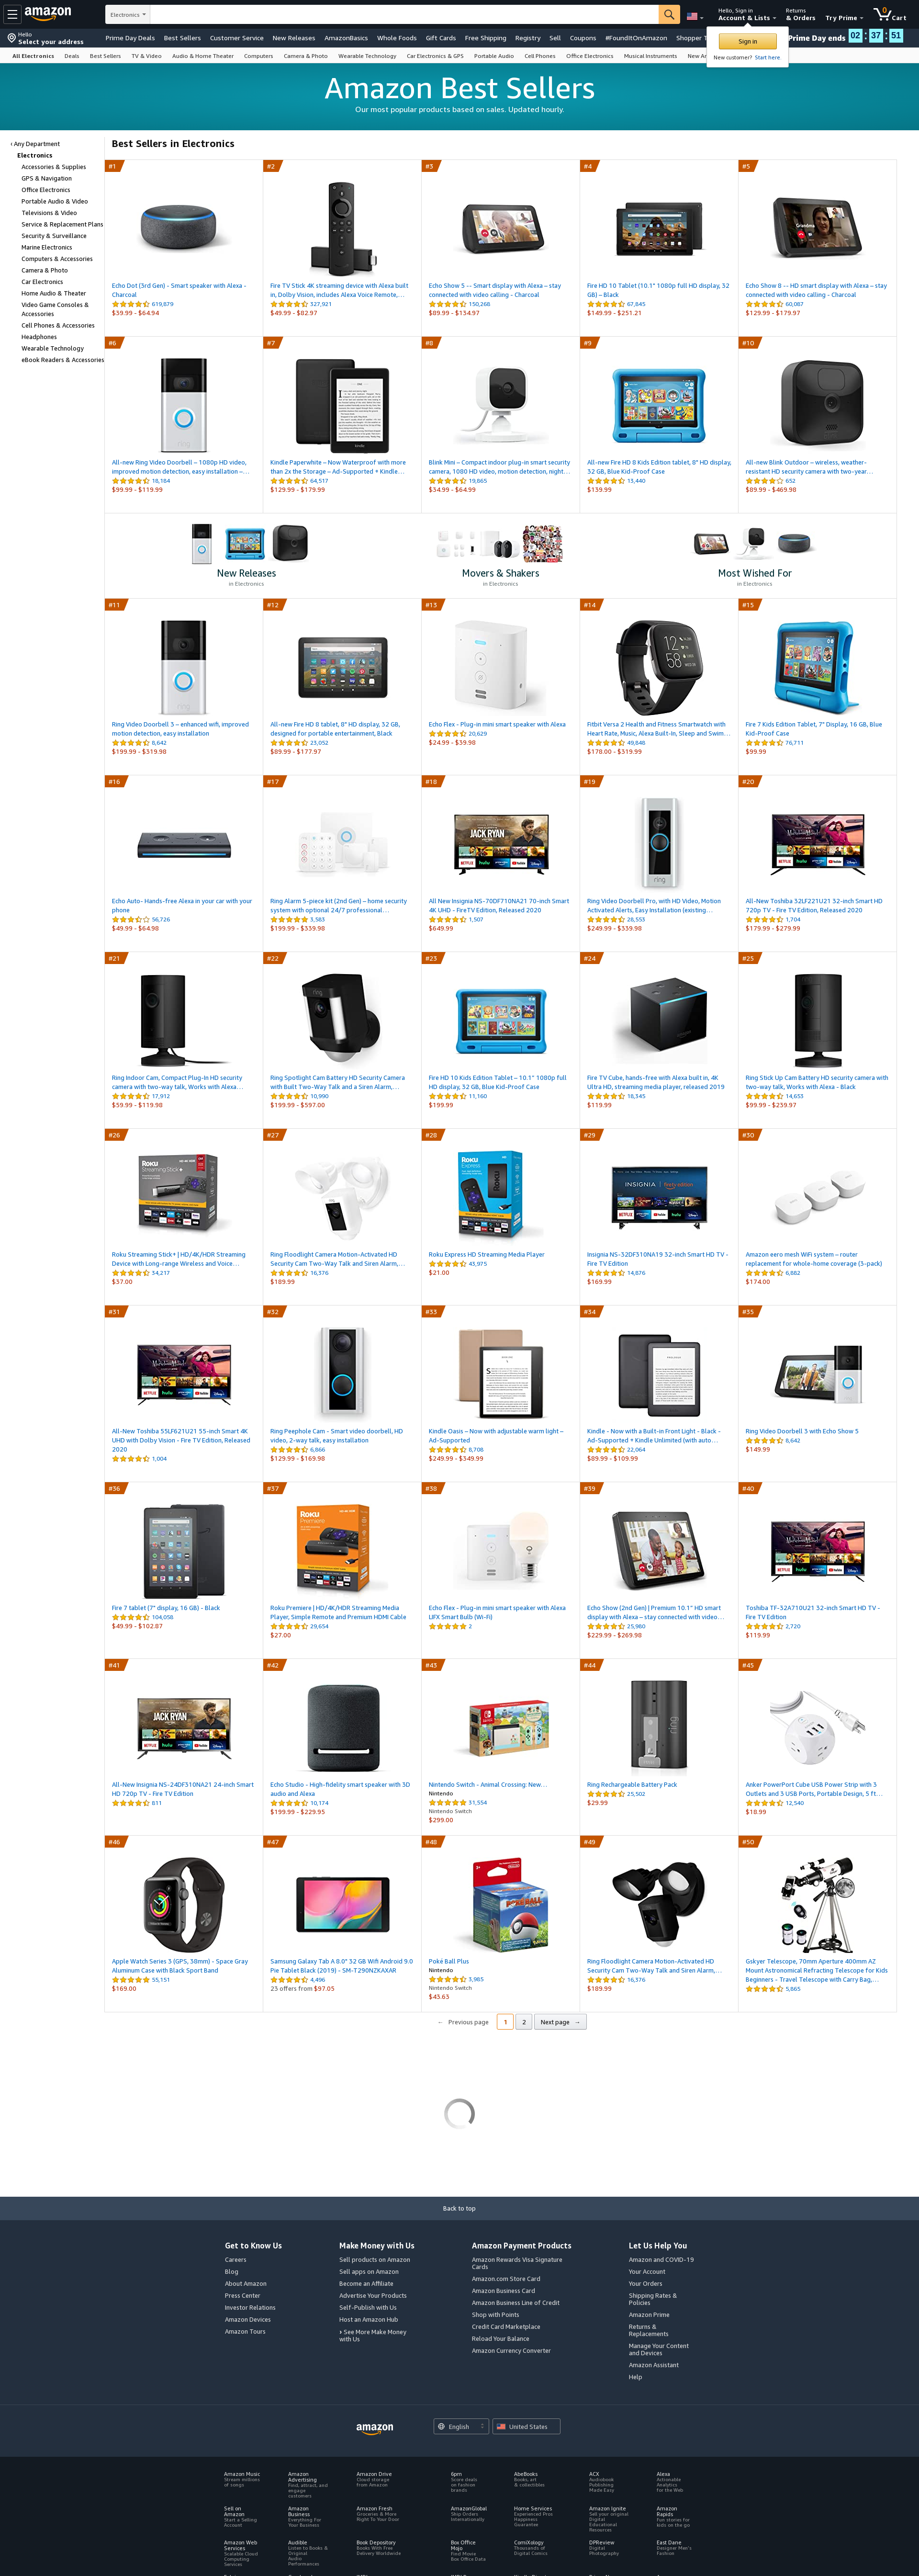 amazon
Electronics
Hello, Sign in
Account & Lists
Returns
& Orders
Try Prime
0
Cart
Hello
Select your address
Prime Day Deals
Best Sellers
Customer Service
New Releases
AmazonBasics
Whole Foods
Gift Cards
Free Shipping
Registry
Sell
Coupons
#FoundItOnAmazon
Shopper T
Prime Day ends 02 : 37 : 51
Sign in
New customer? Start here.
All Electronics
Deals
Best Sellers
TV & Video
Audio & Home Theater
Computers
Camera & Photo
Wearable Technology
Car Electronics & GPS
Portable Audio
Cell Phones
Office Electronics
Musical Instruments
New Ar
Amazon Best Sellers
Our most popular products based on sales. Updated hourly.
‹ Any Department
Electronics
Accessories & Supplies
GPS & Navigation
Office Electronics
Portable Audio & Video
Televisions & Video
Service & Replacement Plans
Security & Surveillance
Marine Electronics
Computers & Accessories
Camera & Photo
Car Electronics
Home Audio & Theater
Video Game Consoles &
Accessories
Cell Phones & Accessories
Headphones
Wearable Technology
eBook Readers & Accessories
Best Sellers in Electronics
#1
Echo Dot (3rd Gen) - Smart speaker with Alexa -
Charcoal
619,879
$39.99 - $64.94
#2
Fire TV Stick 4K streaming device with Alexa built
in, Dolby Vision, includes Alexa Voice Remote,…
327,921
$49.99 - $82.97
#3
Echo Show 5 -- Smart display with Alexa – stay
connected with video calling - Charcoal
150,268
$89.99 - $134.97
#4
Fire HD 10 Tablet (10.1" 1080p full HD display, 32
GB) – Black
67,845
$149.99 - $251.21
#5
Echo Show 8 -- HD smart display with Alexa – stay
connected with video calling - Charcoal
60,087
$129.99 - $179.97
#6
All-new Ring Video Doorbell – 1080p HD video,
improved motion detection, easy installation –…
18,184
$99.99 - $119.99
#7
Kindle Paperwhite – Now Waterproof with more
than 2x the Storage – Ad-Supported + Kindle…
64,517
$129.99 - $179.99
#8
Blink Mini – Compact indoor plug-in smart security
camera, 1080 HD video, motion detection, night…
19,865
$34.99 - $64.99
#9
All-new Fire HD 8 Kids Edition tablet, 8" HD display,
32 GB, Blue Kid-Proof Case
13,440
$139.99
#10
All-new Blink Outdoor – wireless, weather-
resistant HD security camera with two-year…
652
$89.99 - $469.98
New Releases
in Electronics
Movers & Shakers
in Electronics
Most Wished For
in Electronics
#11
Ring Video Doorbell 3 – enhanced wifi, improved
motion detection, easy installation
6,642
$199.99 - $319.98
#12
All-new Fire HD 8 tablet, 8" HD display, 32 GB,
designed for portable entertainment, Black
23,052
$89.99 - $177.97
#13
Echo Flex - Plug-in mini smart speaker with Alexa
20,629
$24.99 - $39.98
#14
Fitbit Versa 2 Health and Fitness Smartwatch with
Heart Rate, Music, Alexa Built-In, Sleep and Swim…
49,648
$178.00 - $319.99
#15
Fire 7 Kids Edition Tablet, 7" Display, 16 GB, Blue
Kid-Proof Case
76,711
$99.99
#16
Echo Auto- Hands-free Alexa in your car with your
phone
56,726
$49.99 - $64.98
#17
Ring Alarm 5-piece kit (2nd Gen) – home security
system with optional 24/7 professional…
3,583
$199.99 - $339.98
#18
All New Insignia NS-70DF710NA21 70-inch Smart
4K UHD - FireTV Edition, Released 2020
1,507
$649.99
#19
Ring Video Doorbell Pro, with HD Video, Motion
Activated Alerts, Easy Installation (existing…
28,553
$249.99 - $339.98
#20
All-New Toshiba 32LF221U21 32-inch Smart HD
720p TV - Fire TV Edition, Released 2020
1,704
$179.99 - $279.99
#21
Ring Indoor Cam, Compact Plug-In HD security
camera with two-way talk, Works with Alexa…
17,912
$59.99 - $119.98
#22
Ring Spotlight Cam Battery HD Security Camera
with Built Two-Way Talk and a Siren Alarm,…
10,990
$199.99 - $597.00
#23
Fire HD 10 Kids Edition Tablet – 10.1" 1080p full
HD display, 32 GB, Blue Kid-Proof Case
11,160
$199.99
#24
Fire TV Cube, hands-free with Alexa built in, 4K
Ultra HD, streaming media player, released 2019
18,345
$119.99
#25
Ring Stick Up Cam Battery HD security camera with
two-way talk, Works with Alexa - Black
14,653
$99.99 - $239.97
#26
Roku Streaming Stick+ | HD/4K/HDR Streaming
Device with Long-range Wireless and Voice…
34,217
$37.00
#27
Ring Floodlight Camera Motion-Activated HD
Security Cam Two-Way Talk and Siren Alarm,…
16,376
$189.99
#28
Roku Express HD Streaming Media Player
43,975
$21.00
#29
Insignia NS-32DF310NA19 32-inch Smart HD TV -
Fire TV Edition
14,876
$169.99
#30
Amazon eero mesh WiFi system – router
replacement for whole-home coverage (3-pack)
6,882
$174.00
#31
All-New Toshiba 55LF621U21 55-inch Smart 4K
UHD with Dolby Vision - Fire TV Edition, Released
2020
1,004
#32
Ring Peephole Cam - Smart video doorbell, HD
video, 2-way talk, easy installation
6,866
$129.99 - $169.98
#33
Kindle Oasis – Now with adjustable warm light –
Ad-Supported
8,708
$249.99 - $349.99
#34
Kindle - Now with a Built-in Front Light - Black -
Ad-Supported + Kindle Unlimited (with auto…
22,064
$89.99 - $109.99
#35
Ring Video Doorbell 3 with Echo Show 5
6,642
$149.99
#36
Fire 7 tablet (7" display, 16 GB) - Black
104,058
$49.99 - $102.87
#37
Roku Premiere | HD/4K/HDR Streaming Media
Player, Simple Remote and Premium HDMI Cable
29,654
$27.00
#38
Echo Flex - Plug-in mini smart speaker with Alexa
LIFX Smart Bulb (Wi-Fi)
2
#39
Echo Show (2nd Gen) | Premium 10.1" HD smart
display with Alexa – stay connected with video…
25,980
$229.99 - $269.98
#40
Toshiba TF-32A710U21 32-inch Smart HD TV -
Fire TV Edition
2,720
$119.99
#41
All-New Insignia NS-24DF310NA21 24-inch Smart
HD 720p TV - Fire TV Edition
811
#42
Echo Studio - High-fidelity smart speaker with 3D
audio and Alexa
10,174
$199.99 - $229.95
#43
Nintendo Switch - Animal Crossing: New…
Nintendo
31,554
Nintendo Switch
$299.00
#44
Ring Rechargeable Battery Pack
25,502
$29.99
#45
Anker PowerPort Cube USB Power Strip with 3
Outlets and 3 USB Ports, Portable Design, 5 ft…
12,540
$18.99
#46
Apple Watch Series 3 (GPS, 38mm) - Space Gray
Aluminum Case with Black Sport Band
55,151
$169.00
#47
Samsung Galaxy Tab A 8.0" 32 GB Wifi Android 9.0
Pie Tablet Black (2019) - SM-T290NZKAXAR
4,496
23 offers from $97.05
#48
Poké Ball Plus
Nintendo
3,985
Nintendo Switch
$43.63
#49
Ring Floodlight Camera Motion-Activated HD
Security Cam Two-Way Talk and Siren Alarm,…
16,376
$189.99
#50
Gskyer Telescope, 70mm Aperture 400mm AZ
Mount Astronomical Refracting Telescope for Kids
Beginners - Travel Telescope with Carry Bag,…
5,865
← Previous page
1
2
Next page →
Back to top
Get to Know Us
Careers
Blog
About Amazon
Press Center
Investor Relations
Amazon Devices
Amazon Tours
Make Money with Us
Sell products on Amazon
Sell apps on Amazon
Become an Affiliate
Advertise Your Products
Self-Publish with Us
Host an Amazon Hub
› See More Make Money
with Us
Amazon Payment Products
Amazon Rewards Visa Signature
Cards
Amazon.com Store Card
Amazon Business Card
Amazon Business Line of Credit
Shop with Points
Credit Card Marketplace
Reload Your Balance
Amazon Currency Converter
Let Us Help You
Amazon and COVID-19
Your Account
Your Orders
Shipping Rates &
Policies
Amazon Prime
Returns &
Replacements
Manage Your Content
and Devices
Amazon Assistant
Help
amazon
English
United States
Amazon Music
Stream millions
of songs
Amazon
Advertising
Find, attract, and
engage
customers
Amazon Drive
Cloud storage
from Amazon
6pm
Score deals
on fashion
brands
AbeBooks
Books, art
& collectibles
ACX
Audiobook
Publishing
Made Easy
Alexa
Actionable
Analytics
for the Web
Sell on
Amazon
Start a Selling
Account
Amazon
Business
Everything For
Your Business
Amazon Fresh
Groceries & More
Right To Your Door
AmazonGlobal
Ship Orders
Internationally
Home Services
Experienced Pros
Happiness
Guarantee
Amazon Ignite
Sell your original
Digital
Educational
Resources
Amazon
Rapids
Fun stories for
kids on the go
Amazon Web
Services
Scalable Cloud
Computing
Services
Audible
Listen to Books &
Original
Audio
Performances
Book Depository
Books With Free
Delivery Worldwide
Box Office
Mojo
Find Movie
Box Office Data
ComiXology
Thousands of
Digital Comics
DPReview
Digital
Photography
East Dane
Designer Men's
Fashion